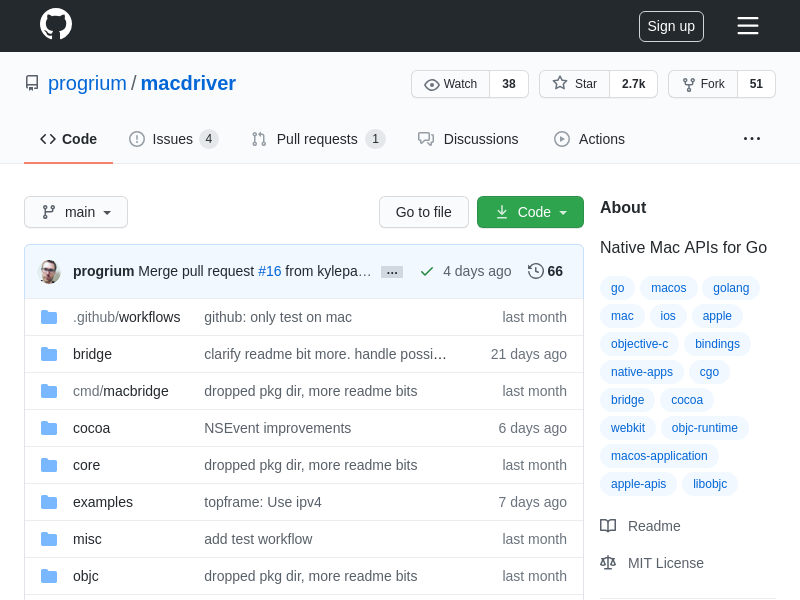 Sign up
progrium / macdriver
Watch 38
Star 2.7k
Fork 51
Code
Issues 4
Pull requests 1
Discussions
Actions
main
Go to file
Code
progrium Merge pull request #16 from kylepa… … 4 days ago 66
.github/workflows github: only test on mac last month
bridge clarify readme bit more. handle possi… 21 days ago
cmd/macbridge dropped pkg dir, more readme bits last month
cocoa NSEvent improvements 6 days ago
core dropped pkg dir, more readme bits last month
examples topframe: Use ipv4 7 days ago
misc add test workflow last month
objc dropped pkg dir, more readme bits last month
About
Native Mac APIs for Go
go macos golang
mac ios apple
objective-c bindings
native-apps cgo
bridge cocoa
webkit objc-runtime
macos-application
apple-apis libobjc
Readme
MIT License